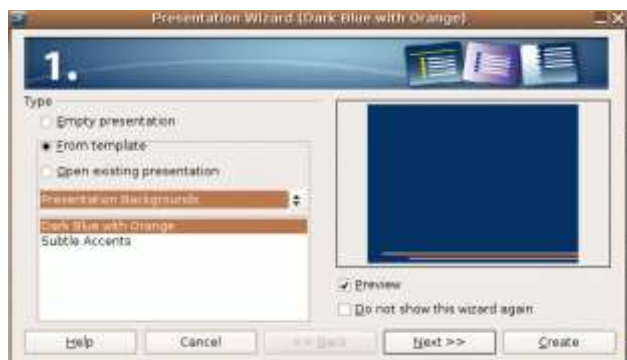 Presentation Wizard (Dark Blue with Orange)
1.
Type
Empty presentation
From template
Open existing presentation
Presentation Backgrounds
Dark Blue with Orange
Subtle Accents
Preview
Do not show this wizard again
Help
Cancel
<< Back
Next >>
Create